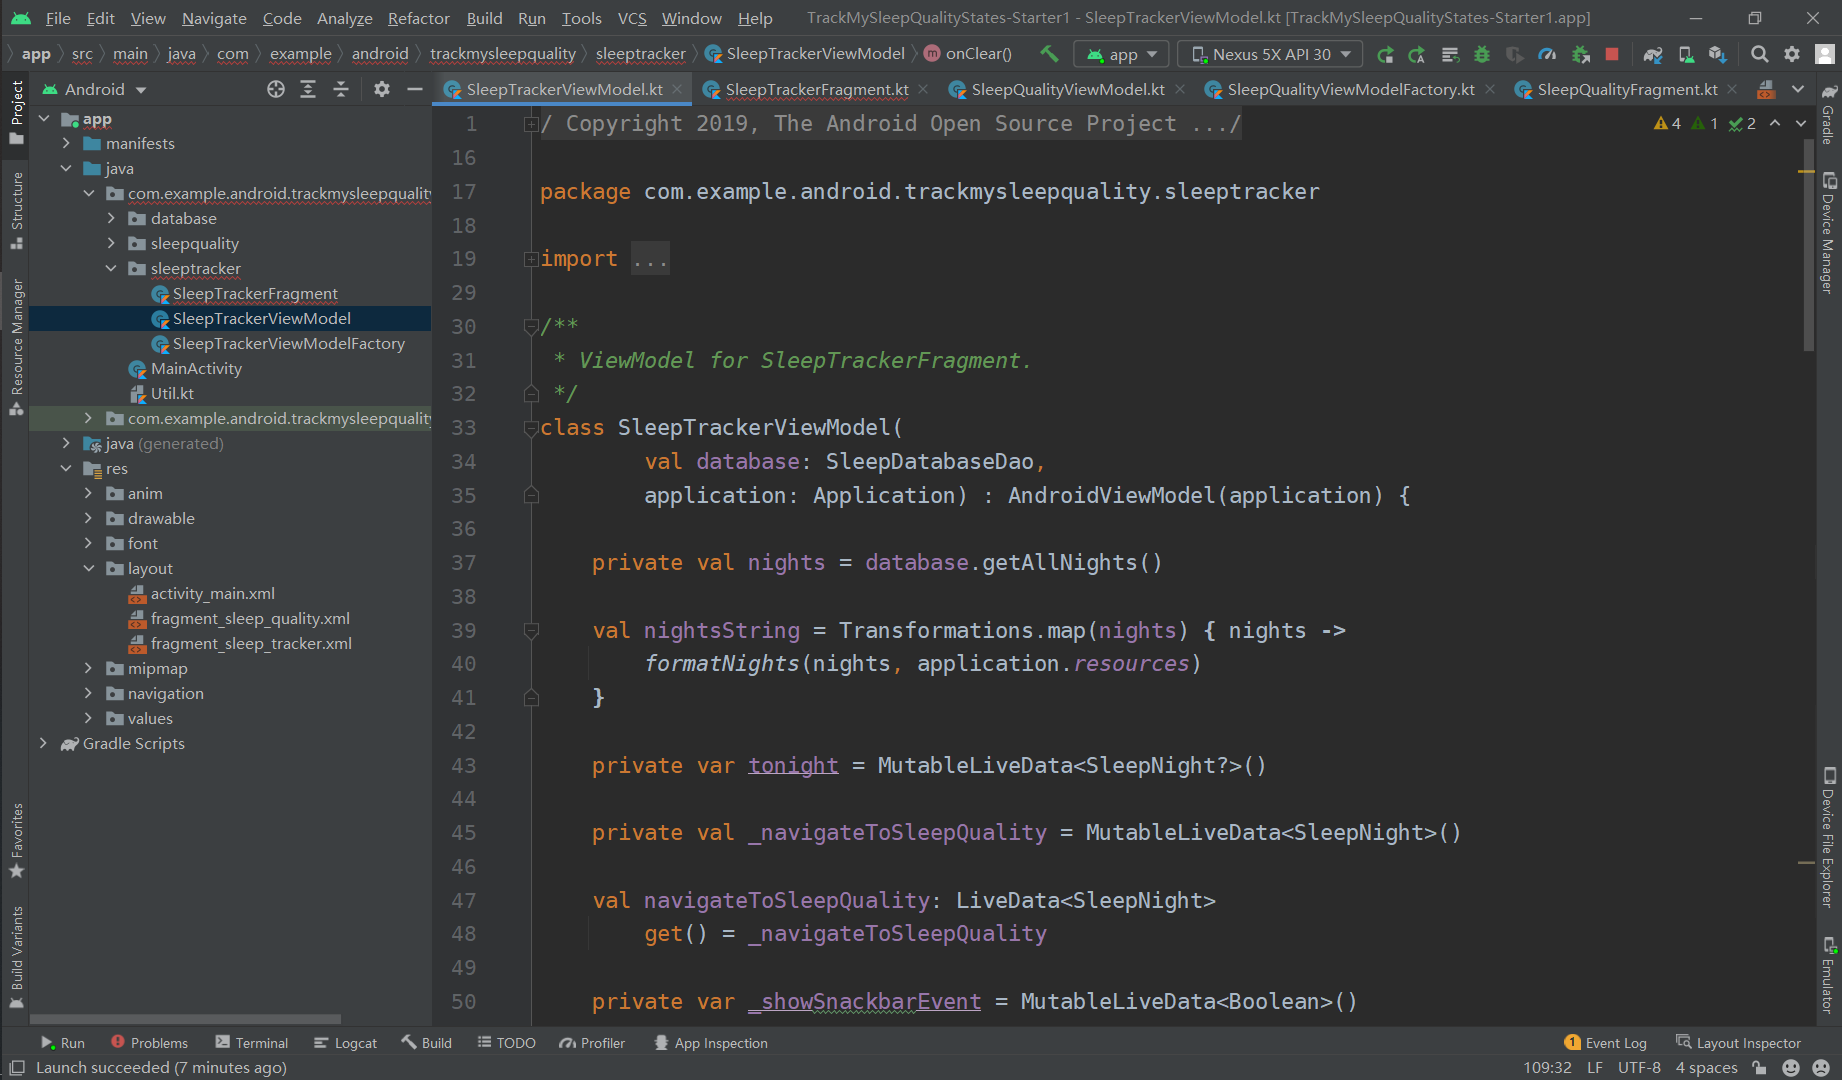 File Edit View Navigate Code Analyze Refactor Build Run Tools VCS Window Help TrackMySleepQualityStates-Starter1 - SleepTrackerViewModel.kt [TrackMySleepQualityStates-Starter1.app]
app src main java com example android trackmysleepquality sleeptracker SleepTrackerViewModel m onClear() app Nexus 5X API 30
Android SleepTrackerViewModel.kt SleepTrackerFragment.kt SleepQualityViewModel.kt SleepQualityViewModelFactory.kt SleepQualityFragment.kt
Project
Structure
Resource Manager
Favorites
Build Variants
app
manifests
java
com.example.android.trackmysleepquality
database
sleepquality
sleeptracker
SleepTrackerFragment
SleepTrackerViewModel
SleepTrackerViewModelFactory
MainActivity
Util.kt
com.example.android.trackmysleepquality
java (generated)
res
anim
drawable
font
layout
activity_main.xml
fragment_sleep_quality.xml
fragment_sleep_tracker.xml
mipmap
navigation
values
Gradle Scripts
4 1 2
1 / Copyright 2019, The Android Open Source Project .../
16
17 package com.example.android.trackmysleepquality.sleeptracker
18
19 import ...
29
30 /**
31 * ViewModel for SleepTrackerFragment.
32 */
33 class SleepTrackerViewModel(
34 val database: SleepDatabaseDao,
35 application: Application) : AndroidViewModel(application) {
36
37 private val nights = database.getAllNights()
38
39 val nightsString = Transformations.map(nights) { nights ->
40 formatNights(nights, application.resources)
41 }
42
43 private var tonight = MutableLiveData<SleepNight?>()
44
45 private val _navigateToSleepQuality = MutableLiveData<SleepNight>()
46
47 val navigateToSleepQuality: LiveData<SleepNight>
48 get() = _navigateToSleepQuality
49
50 private var _showSnackbarEvent = MutableLiveData<Boolean>()
Gradle
Device Manager
Device File Explorer
Emulator
Run Problems Terminal Logcat Build TODO Profiler App Inspection 1 Event Log Layout Inspector
Launch succeeded (7 minutes ago) 109:32 LF UTF-8 4 spaces